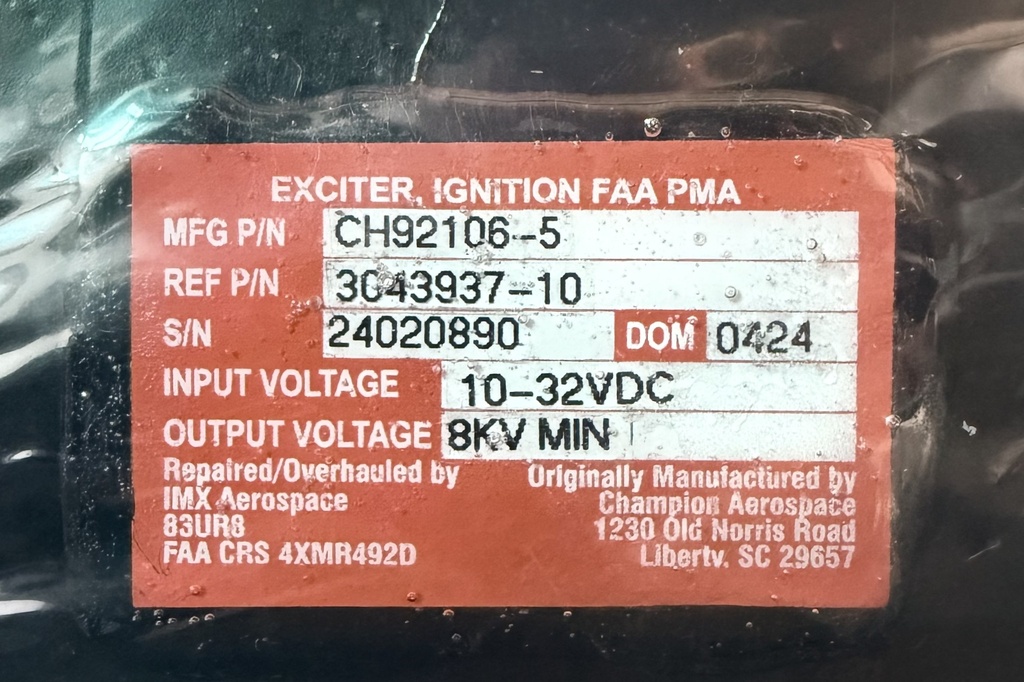 EXCITER, IGNITION FAA PMA
MFG P/N CH92106-5
REF P/N 3043937-10
S/N 24020890 DOM 0424
INPUT VOLTAGE 10-32VDC
OUTPUT VOLTAGE 8KV MIN
Repaired/Overhauled by
IMX Aerospace
83UR8
FAA CRS 4XMR492D
Originally Manufactured by
Champion Aerospace
1230 Old Norris Road
Liberty, SC 29657